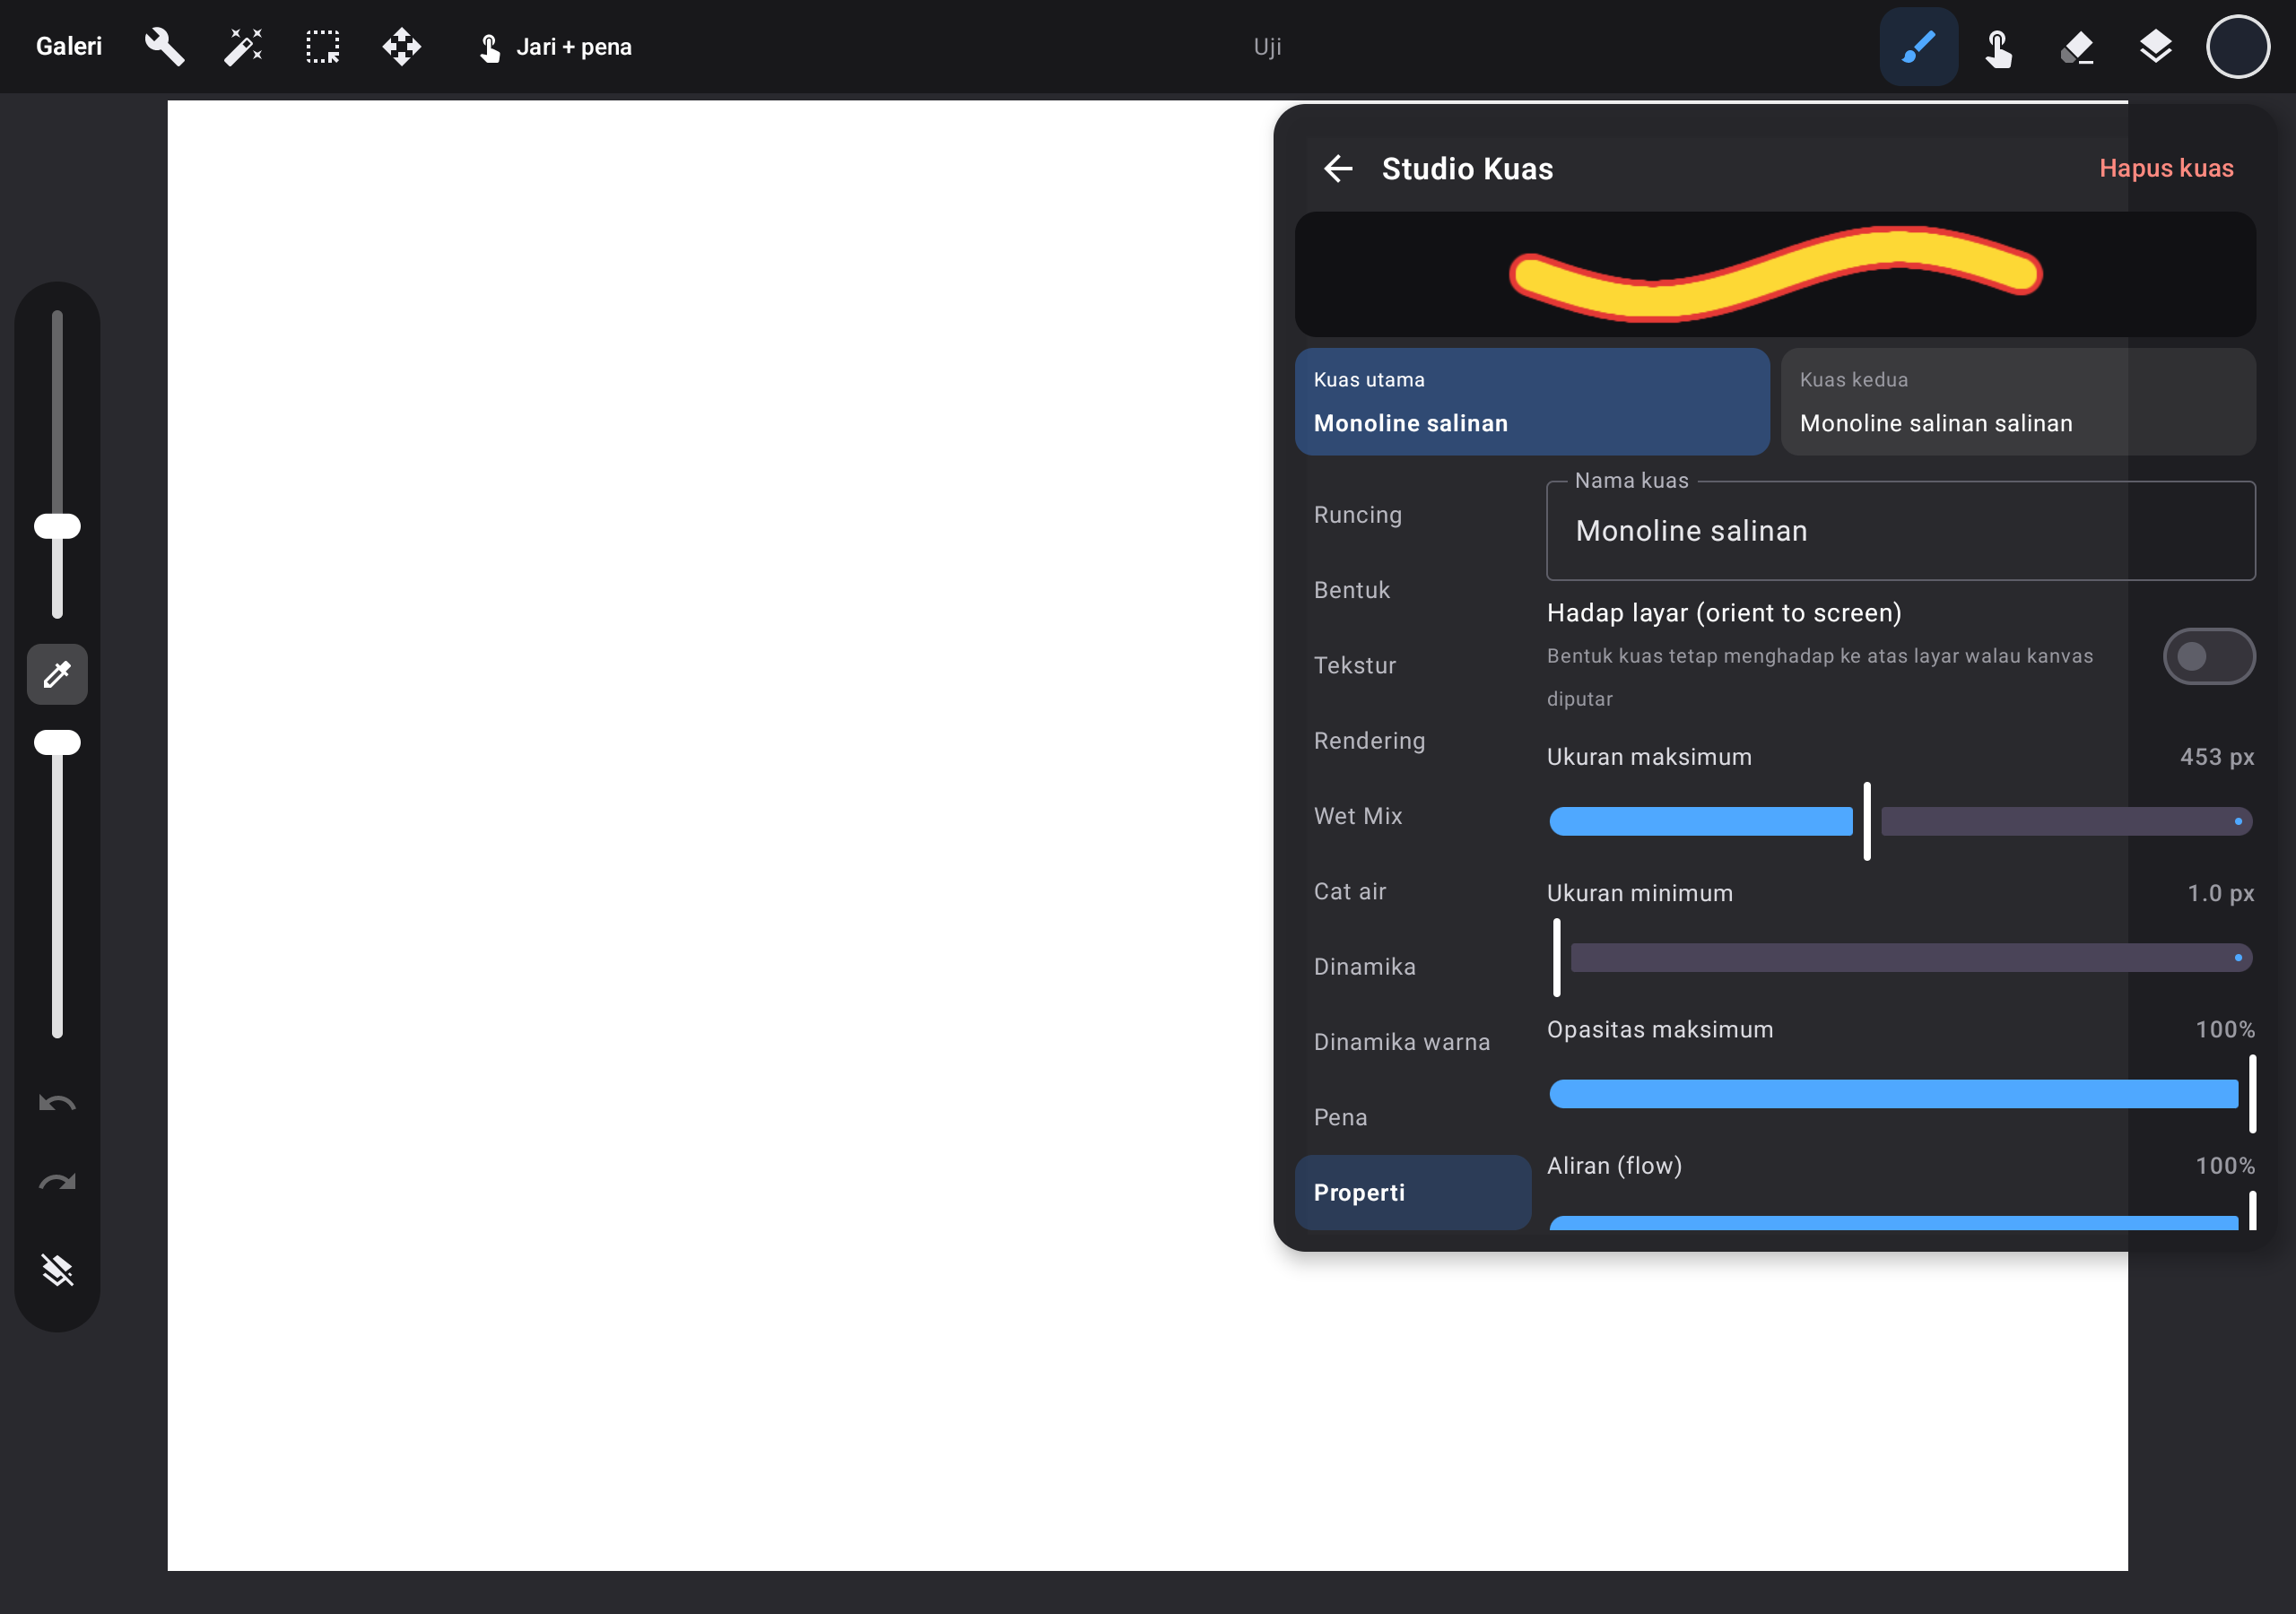 Galeri
Jari + pena
Uji
Studio Kuas
Hapus kuas
Kuas utama
Monoline salinan
Kuas kedua
Monoline salinan salinan
Runcing
Bentuk
Tekstur
Rendering
Wet Mix
Cat air
Dinamika
Dinamika warna
Pena
Properti
Nama kuas
Monoline salinan
Hadap layar (orient to screen)
Bentuk kuas tetap menghadap ke atas layar walau kanvas
diputar
Ukuran maksimum
453 px
Ukuran minimum
1.0 px
Opasitas maksimum
100%
Aliran (flow)
100%